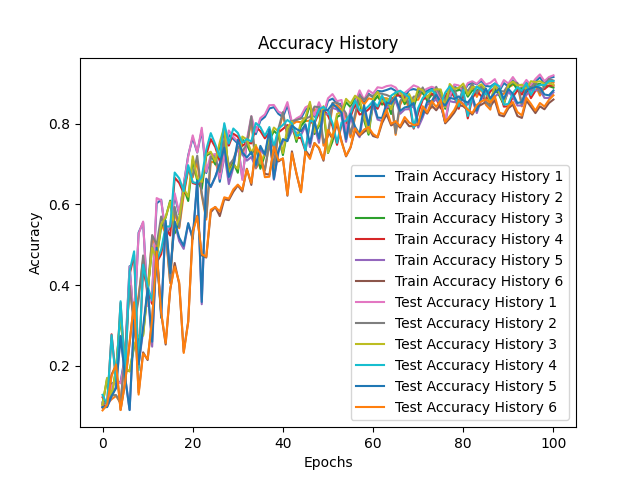 Accuracy History
Accuracy
0.8
0.6
0.4
0.2
Train Accuracy History 1
Train Accuracy History 2
Train Accuracy History 3
Train Accuracy History 4
Train Accuracy History 5
Train Accuracy History 6
Test Accuracy History 1
Test Accuracy History 2
Test Accuracy History 3
Test Accuracy History 4
Test Accuracy History 5
Test Accuracy History 6
0 20 40 60 80 100
Epochs